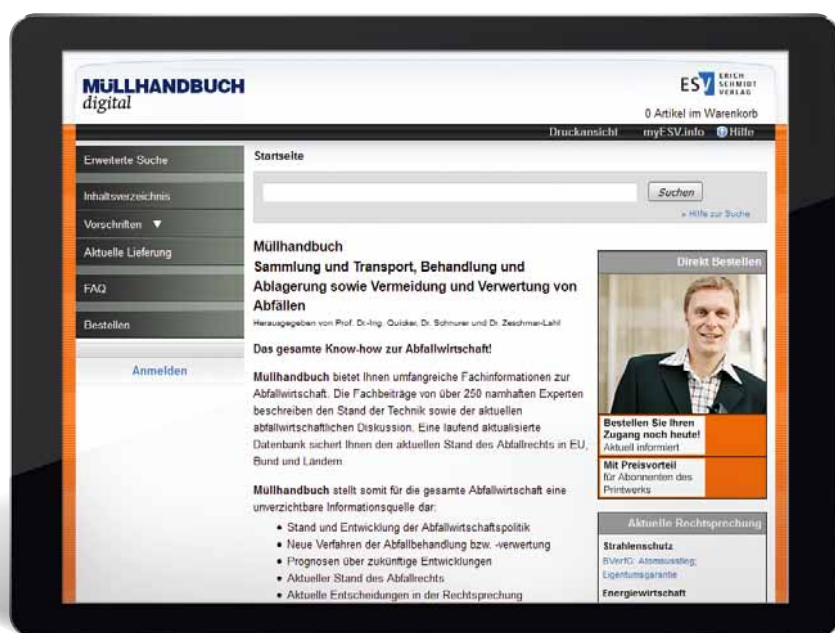 MÜLLHANDBUCH
digital
ESV ERICH
SCHMIDT
VERLAG
0 Artikel im Warenkorb
Druckansicht myESV.info Hilfe
Erweiterte Suche
Inhaltsverzeichnis
Vorschriften ▼
Aktuelle Lieferung
FAQ
Bestellen
Anmelden
Startseite
Suchen
» Hilfe zur Suche
Müllhandbuch
Sammlung und Transport, Behandlung und
Ablagerung sowie Vermeidung und Verwertung von
Abfällen
Herausgegeben von Prof. Dr.-Ing. Quicker, Dr. Schnurer und Dr. Zeschmar-Lahl
Das gesamte Know-how zur Abfallwirtschaft!
Müllhandbuch bietet Ihnen umfangreiche Fachinformationen zur
Abfallwirtschaft. Die Fachbeiträge von über 250 namhaften Experten
beschreiben den Stand der Technik sowie der aktuellen
abfallwirtschaftlichen Diskussion. Eine laufend aktualisierte
Datenbank sichert Ihnen den aktuellen Stand des Abfallrechts in EU,
Bund und Ländern.
Müllhandbuch stellt somit für die gesamte Abfallwirtschaft eine
unverzichtbare Informationsquelle dar:
• Stand und Entwicklung der Abfallwirtschaftspolitik
• Neue Verfahren der Abfallbehandlung bzw. -verwertung
• Prognosen über zukünftige Entwicklungen
• Aktueller Stand des Abfallrechts
• Aktuelle Entscheidungen in der Rechtsprechung
Direkt Bestellen
Bestellen Sie Ihren
Zugang noch heute!
Aktuell informiert
Mit Preisvorteil
für Abonnenten des
Printwerks
Aktuelle Rechtsprechung
Strahlenschutz
BVerfG: Atomausstieg;
Eigentumsgarantie
Energiewirtschaft